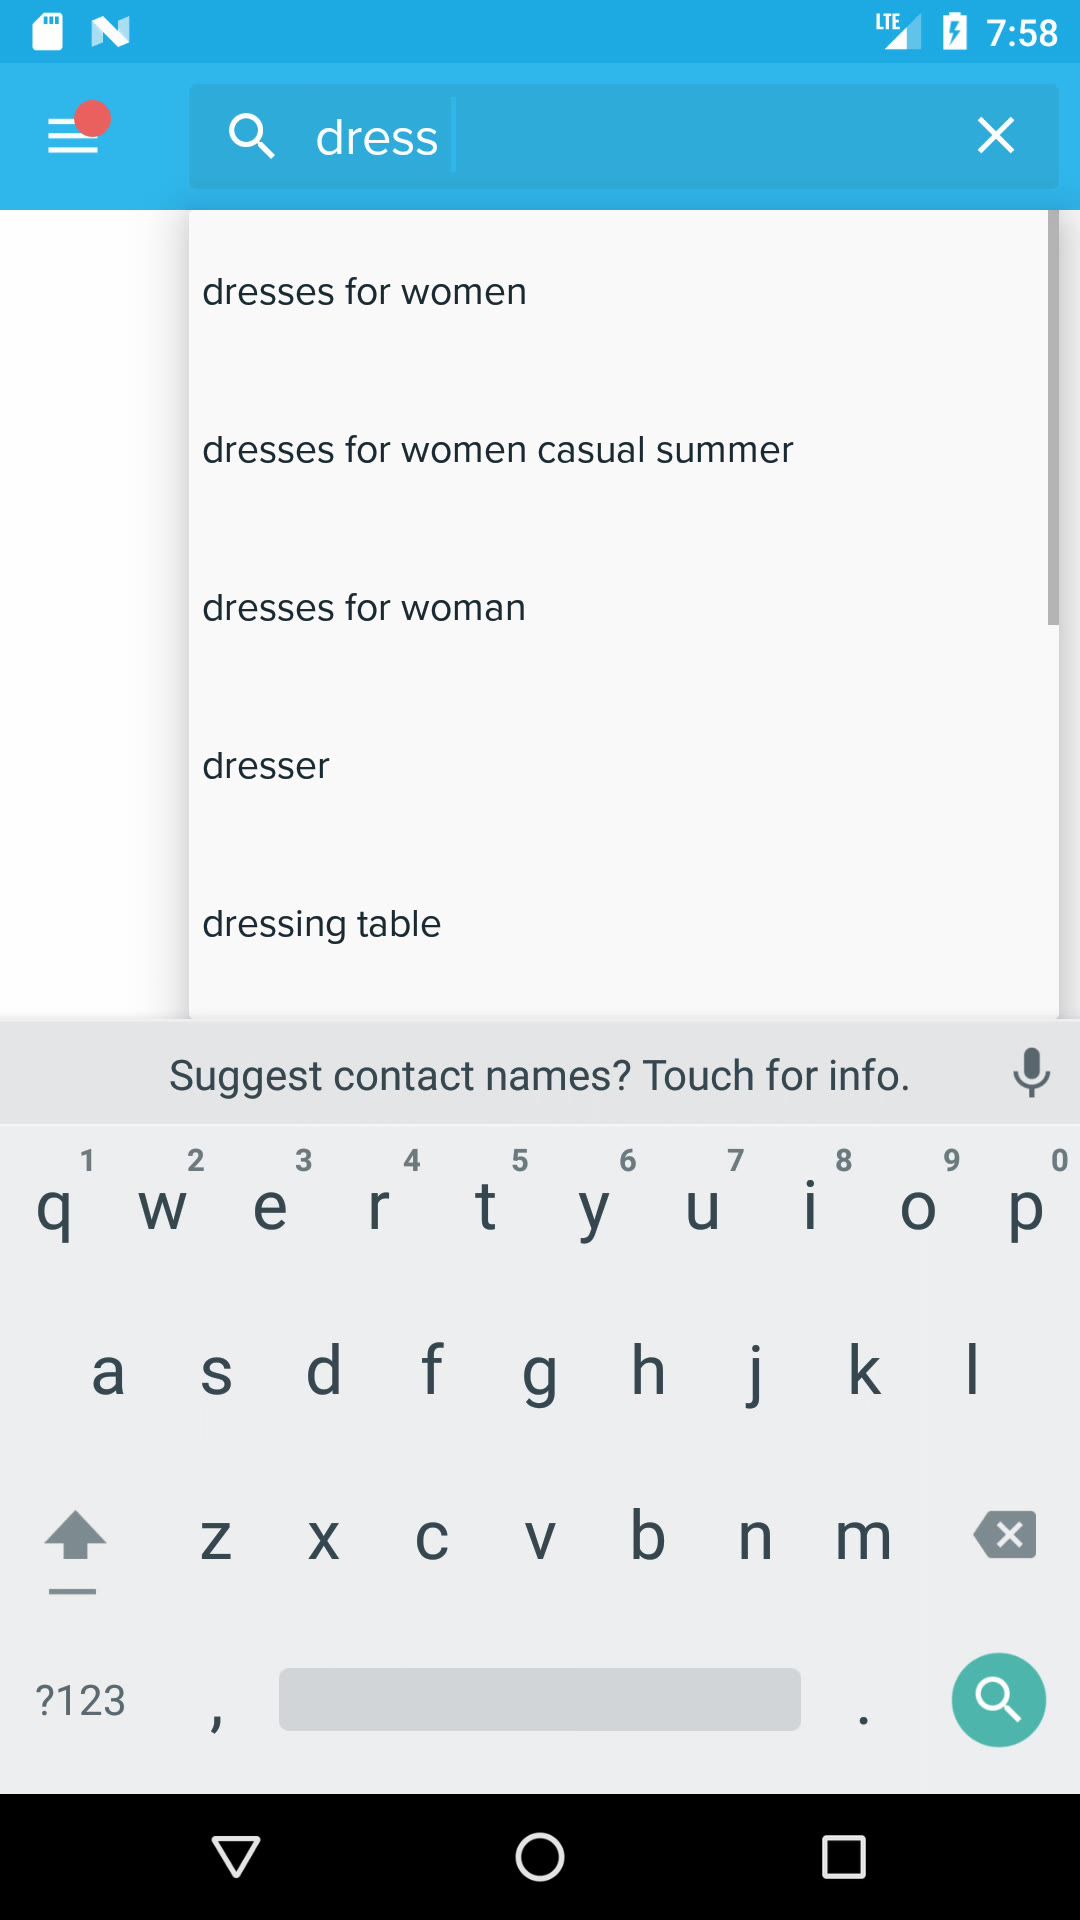 LTE 7:58
dress
dresses for women
dresses for women casual summer
dresses for woman
dresser
dressing table
Suggest contact names? Touch for info.
1 2 3 4 5 6 7 8 9 0
q w e r t y u i o p
a s d f g h j k l
z x c v b n m
?123 , .